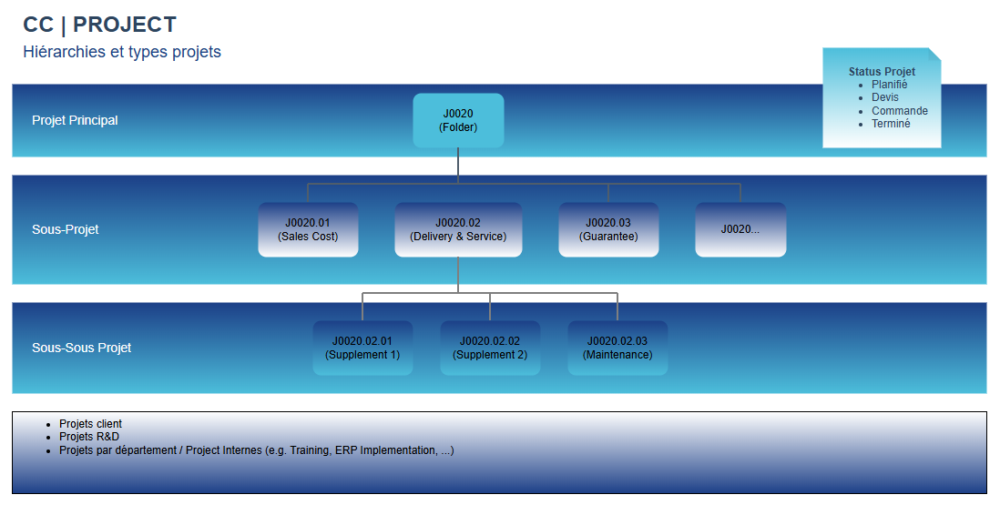 CC | PROJECT
Hiérarchies et types projets
Status Projet
• Planifié
• Devis
• Commande
• Terminé
Projet Principal
J0020
(Folder)
Sous-Projet
J0020.01
(Sales Cost)
J0020.02
(Delivery & Service)
J0020.03
(Guarantee)
J0020...
Sous-Sous Projet
J0020.02.01
(Supplement 1)
J0020.02.02
(Supplement 2)
J0020.02.03
(Maintenance)
• Projets client
• Projets R&D
• Projets par département / Project Internes (e.g. Training, ERP Implementation, ...)